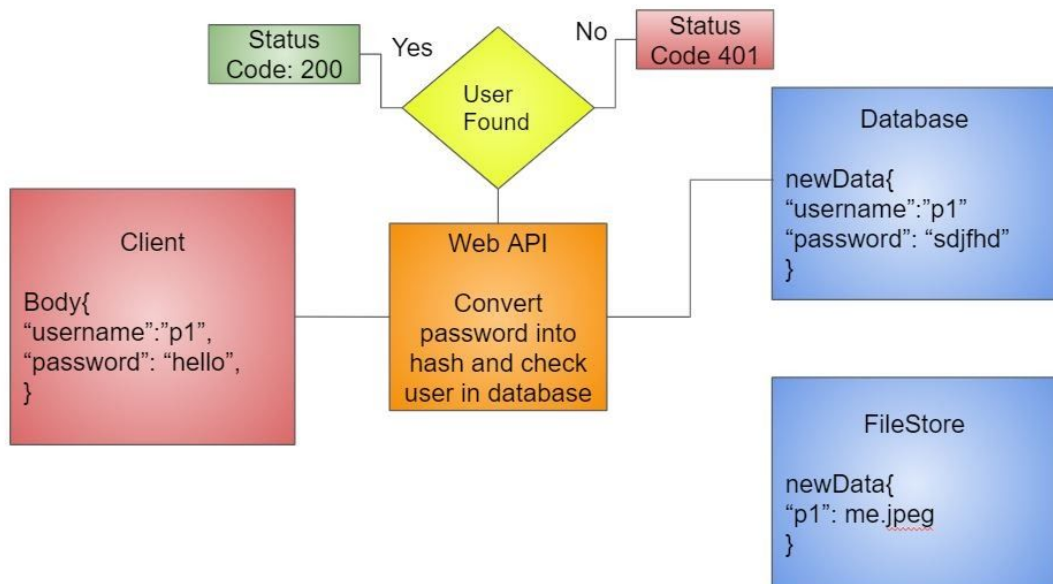 Status
Code: 200
Yes
User
Found
No
Status
Code 401
Client
Body{
“username”:”p1”,
“password”: “hello”,
}
Web API
Convert
password into
hash and check
user in database
Database
newData{
“username”:”p1”
“password”: “sdjfhd”
}
FileStore
newData{
“p1”: me.jpeg
}